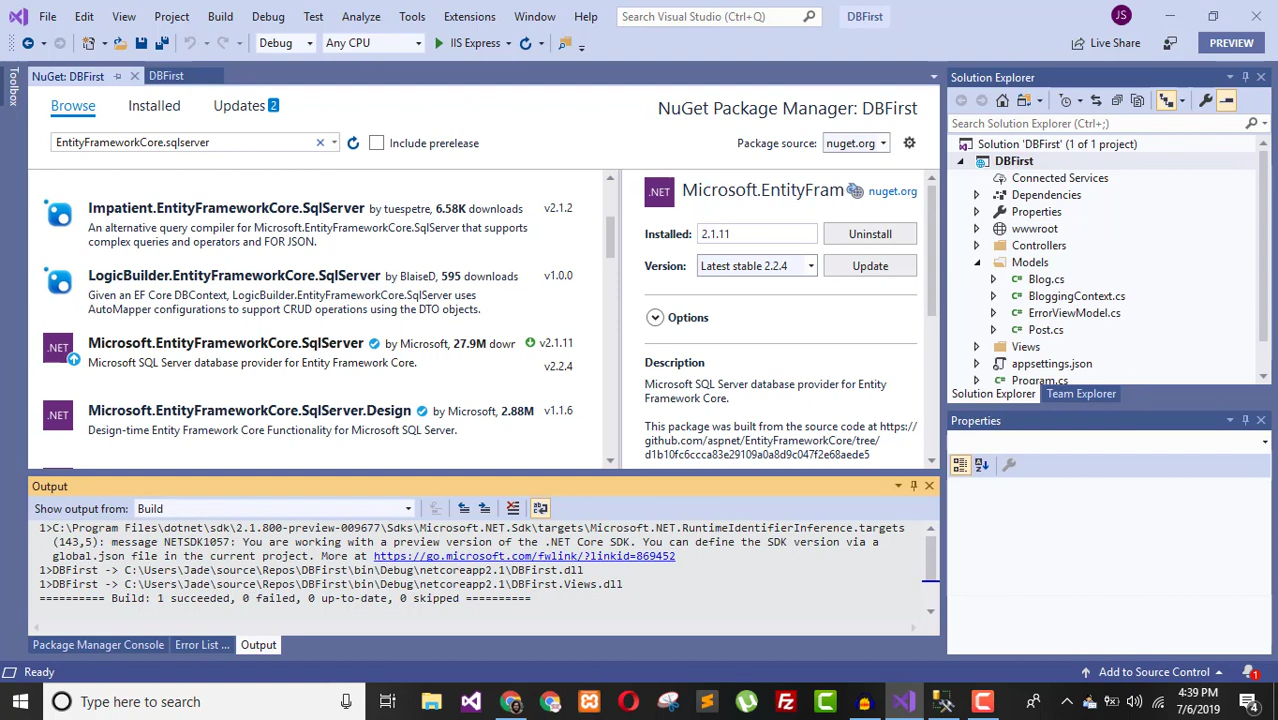 File Edit View Project Build Debug Test Analyze Tools Extensions Window Help Search Visual Studio (Ctrl+Q) DBFirst JS
Debug Any CPU IIS Express Live Share PREVIEW
Toolbox
NuGet: DBFirst DBFirst
Browse Installed Updates 2 NuGet Package Manager: DBFirst
EntityFrameworkCore.sqlserver Include prerelease Package source: nuget.org
Impatient.EntityFrameworkCore.SqlServer by tuespetre, 6.58K downloads v2.1.2
An alternative query compiler for Microsoft.EntityFrameworkCore.SqlServer that supports
complex queries and operators and FOR JSON.
LogicBuilder.EntityFrameworkCore.SqlServer by BlaiseD, 595 downloads v1.0.0
Given an EF Core DBContext, LogicBuilder.EntityFrameworkCore.SqlServer uses
AutoMapper configurations to support CRUD operations using the DTO objects.
.NET Microsoft.EntityFrameworkCore.SqlServer by Microsoft, 27.9M dowr v2.1.11
Microsoft SQL Server database provider for Entity Framework Core. v2.2.4
.NET Microsoft.EntityFrameworkCore.SqlServer.Design by Microsoft, 2.88M v1.1.6
Design-time Entity Framework Core Functionality for Microsoft SQL Server.
.NET Microsoft.EntityFram nuget.org
Installed: 2.1.11 Uninstall
Version: Latest stable 2.2.4 Update
Options
Description
Microsoft SQL Server database provider for Entity
Framework Core.
This package was built from the source code at https://
github.com/aspnet/EntityFrameworkCore/tree/
d1b10fc6ccca83e29109a0a8d9c047f2e68aede5
Solution Explorer
Search Solution Explorer (Ctrl+;)
Solution 'DBFirst' (1 of 1 project)
DBFirst
Connected Services
Dependencies
Properties
wwwroot
Controllers
Models
C# Blog.cs
C# BloggingContext.cs
C# ErrorViewModel.cs
C# Post.cs
Views
appsettings.json
Program.cs
Solution Explorer Team Explorer
Properties
Output
Show output from: Build
1>C:\Program Files\dotnet\sdk\2.1.800-preview-009677\Sdks\Microsoft.NET.Sdk\targets\Microsoft.NET.RuntimeIdentifierInference.targets
(143,5): message NETSDK1057: You are working with a preview version of the .NET Core SDK. You can define the SDK version via a
global.json file in the current project. More at https://go.microsoft.com/fwlink/?linkid=869452
1>DBFirst -> C:\Users\Jade\source\Repos\DBFirst\bin\Debug\netcoreapp2.1\DBFirst.dll
1>DBFirst -> C:\Users\Jade\source\Repos\DBFirst\bin\Debug\netcoreapp2.1\DBFirst.Views.dll
========== Build: 1 succeeded, 0 failed, 0 up-to-date, 0 skipped ==========
Package Manager Console Error List ... Output
Ready Add to Source Control 1
Type here to search 4:39 PM
7/6/2019 4